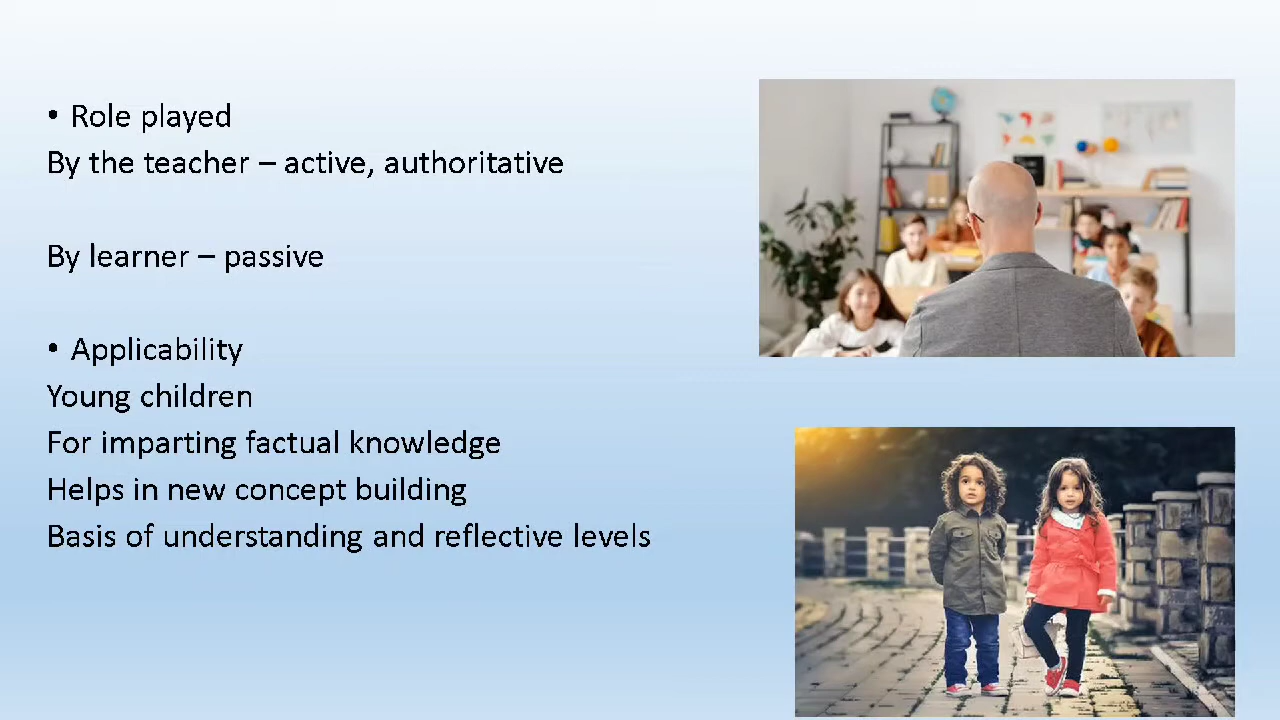 • Role played
By the teacher – active, authoritative
By learner – passive
• Applicability
Young children
For imparting factual knowledge
Helps in new concept building
Basis of understanding and reflective levels